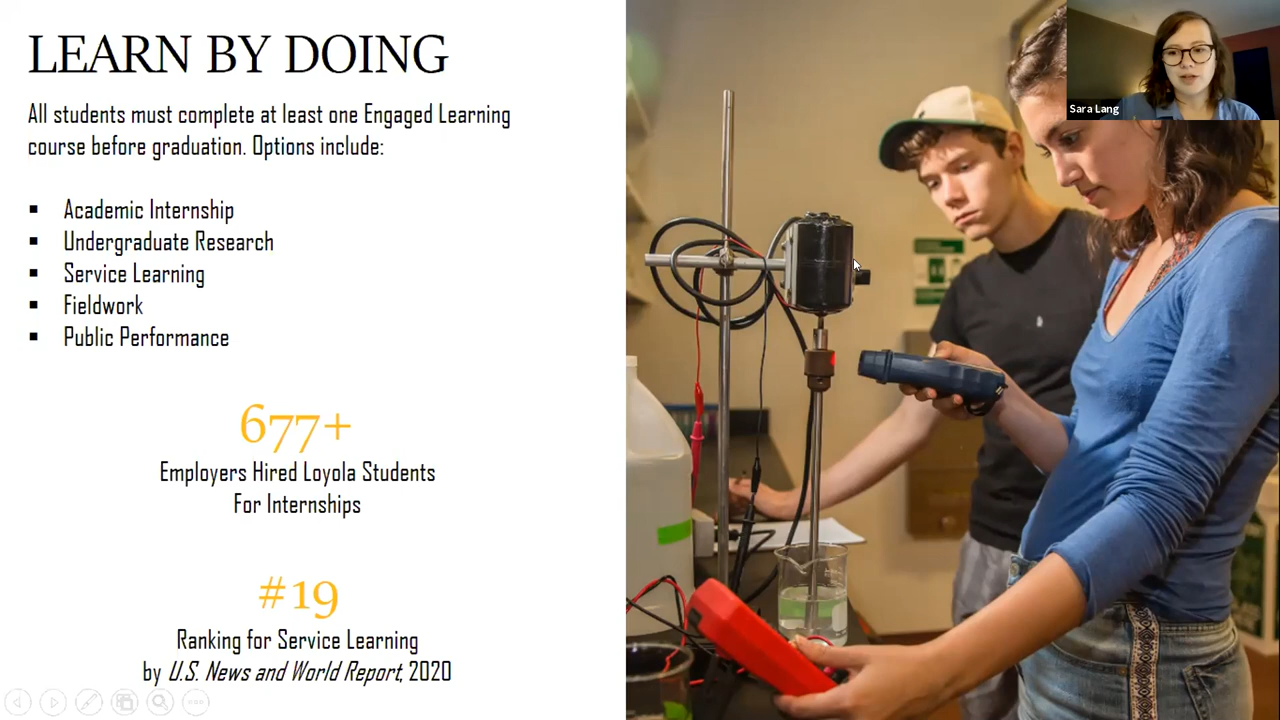 LEARN BY DOING
All students must complete at least one Engaged Learning
course before graduation. Options include:
▪ Academic Internship
▪ Undergraduate Research
▪ Service Learning
▪ Fieldwork
▪ Public Performance
677+
Employers Hired Loyola Students
For Internships
#19
Ranking for Service Learning
by U.S. News and World Report, 2020
Sara Lang